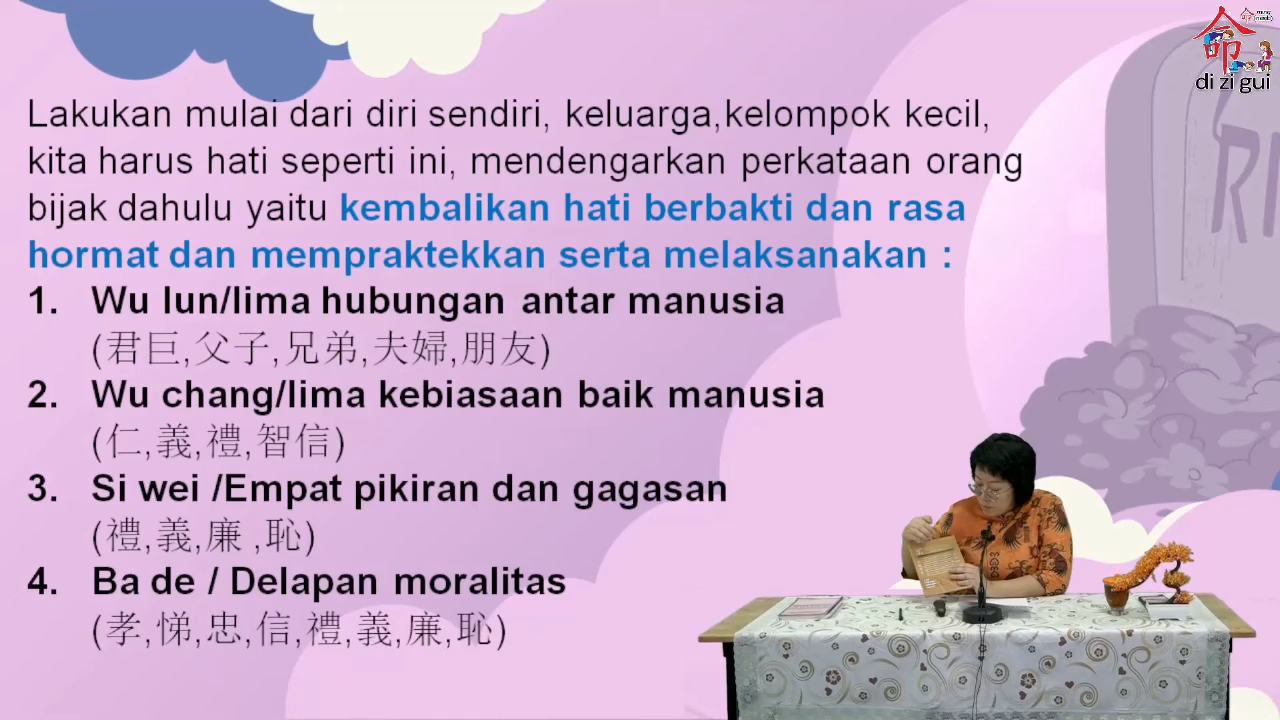 Lakukan mulai dari diri sendiri, keluarga,kelompok kecil,
kita harus hati seperti ini, mendengarkan perkataan orang
bijak dahulu yaitu kembalikan hati berbakti dan rasa
hormat dan mempraktekkan serta melaksanakan :
1. Wu lun/lima hubungan antar manusia
(君巨,父子,兄弟,夫婦,朋友)
2. Wu chang/lima kebiasaan baik manusia
(仁,義,禮,智信)
3. Si wei /Empat pikiran dan gagasan
(禮,義,廉 ,恥)
4. Ba de / Delapan moralitas
(孝,悌,忠,信,禮,義,廉,恥)
命
di zi gui